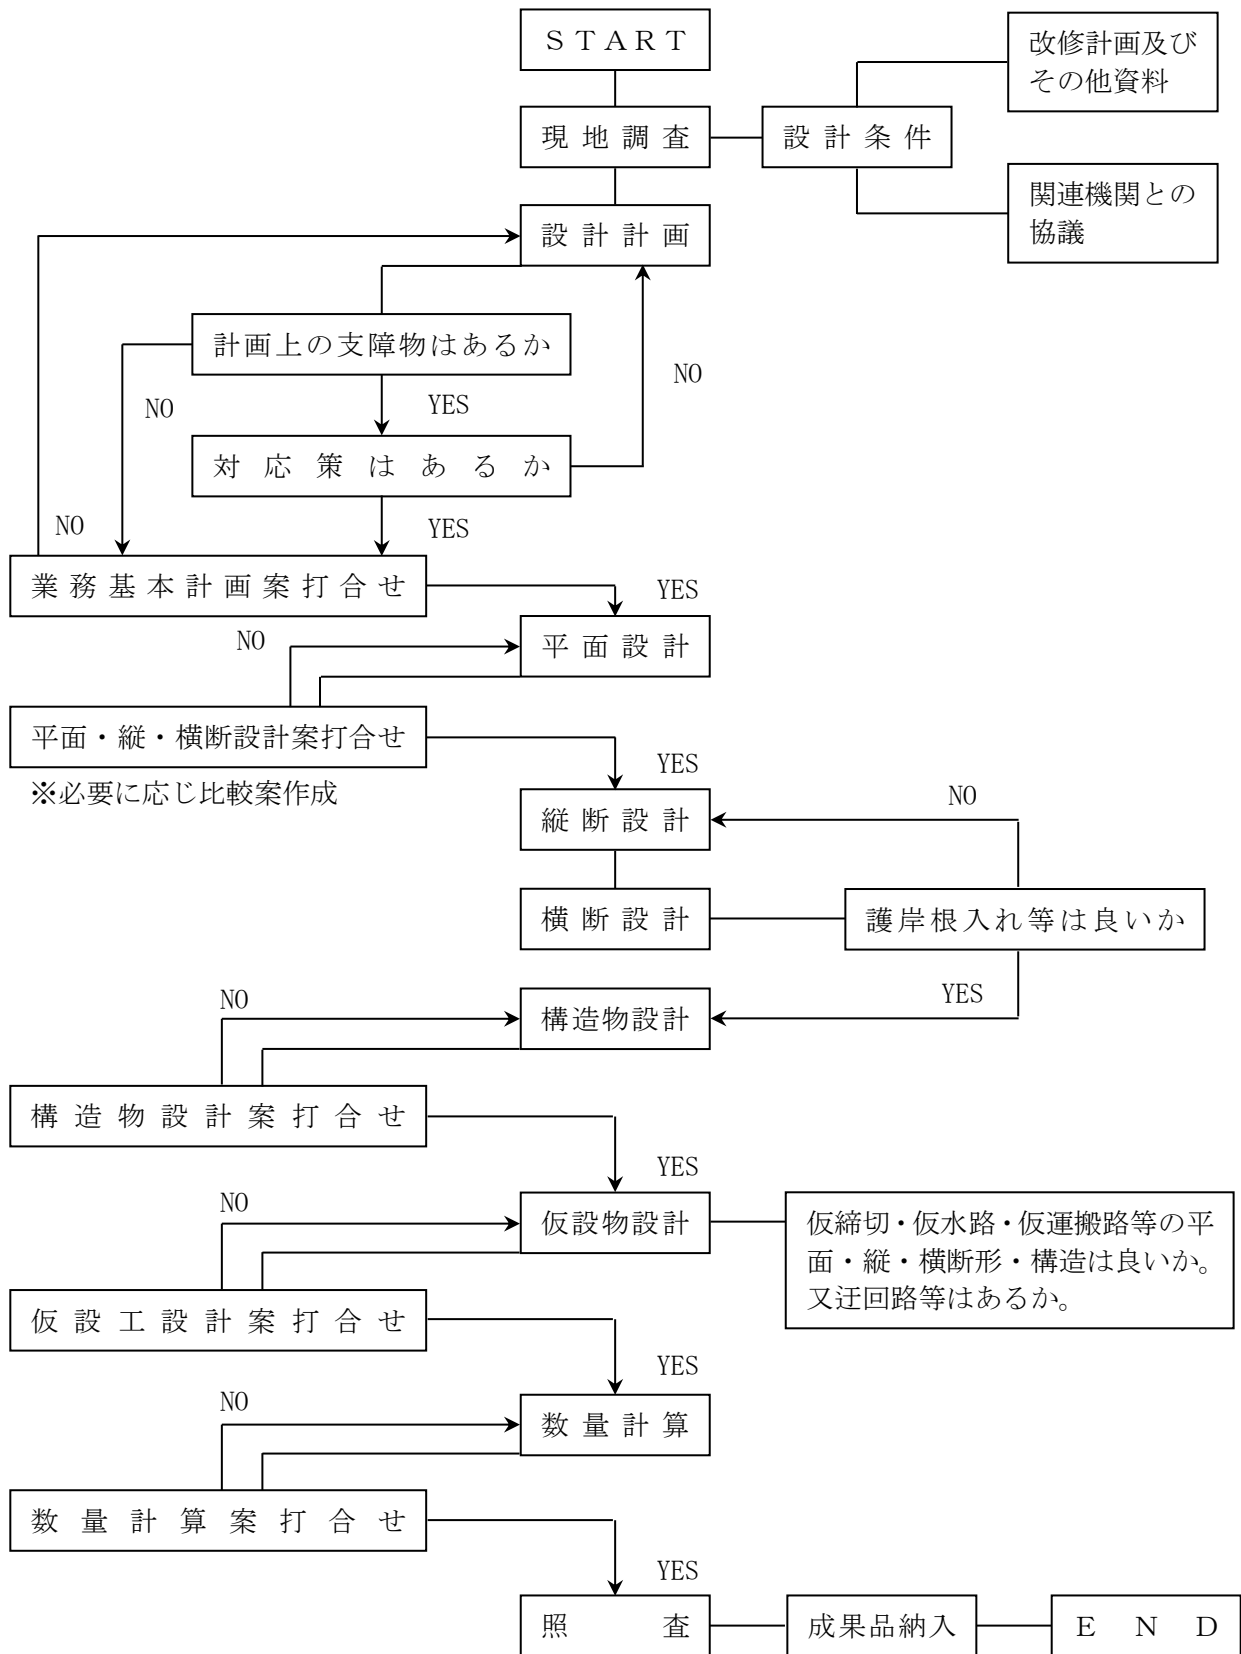 ＳＴＡＲＴ
改修計画及び
その他資料
現地調査
設計条件
関連機関との
協議
設計計画
計画上の支障物はあるか
NO
NO
YES
対応策はあるか
NO
YES
業務基本計画案打合せ
YES
NO
平面設計
平面・縦・横断設計案打合せ
YES
※必要に応じ比較案作成
NO
縦断設計
横断設計
護岸根入れ等は良いか
YES
NO
構造物設計
構造物設計案打合せ
YES
NO
仮設物設計
仮締切・仮水路・仮運搬路等の平
面・縦・横断形・構造は良いか。
又迂回路等はあるか。
仮設工設計案打合せ
YES
NO
数量計算
数量計算案打合せ
YES
照査
成果品納入
ＥＮＤ